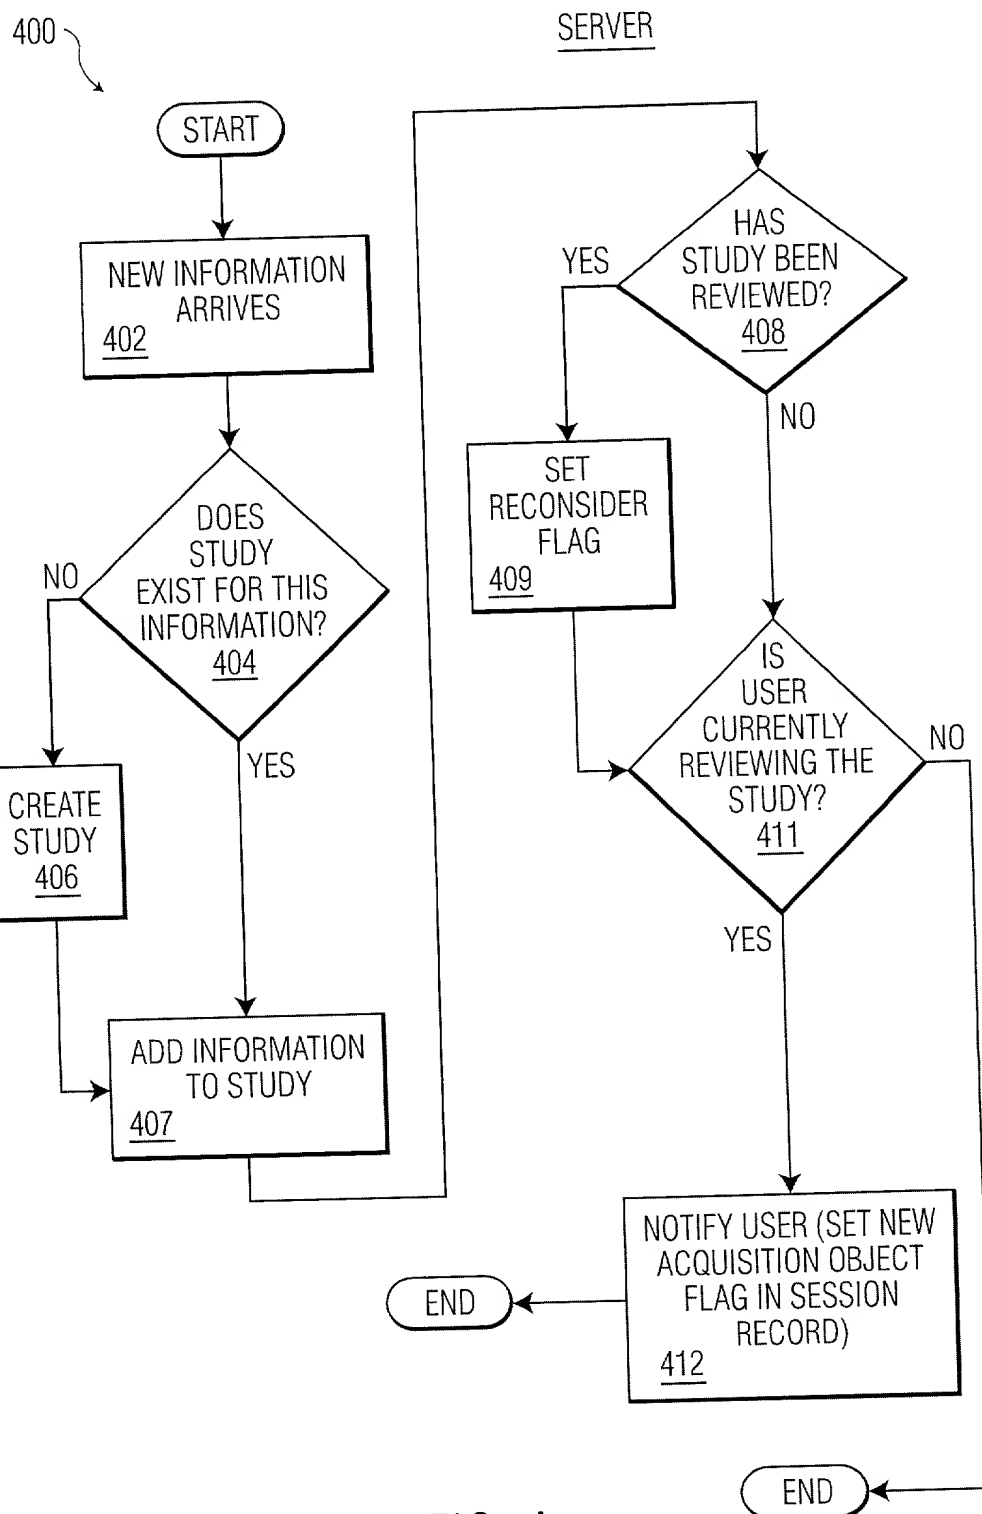 400
SERVER
START
NEW INFORMATION
ARRIVES
402
DOES
STUDY
EXIST FOR THIS
INFORMATION?
404
NO
YES
CREATE
STUDY
406
ADD INFORMATION
TO STUDY
407
HAS
STUDY BEEN
REVIEWED?
408
YES
NO
SET
RECONSIDER
FLAG
409
IS
USER
CURRENTLY
REVIEWING THE
STUDY?
411
NO
YES
NOTIFY USER (SET NEW
ACQUISITION OBJECT
FLAG IN SESSION
RECORD)
412
END
END